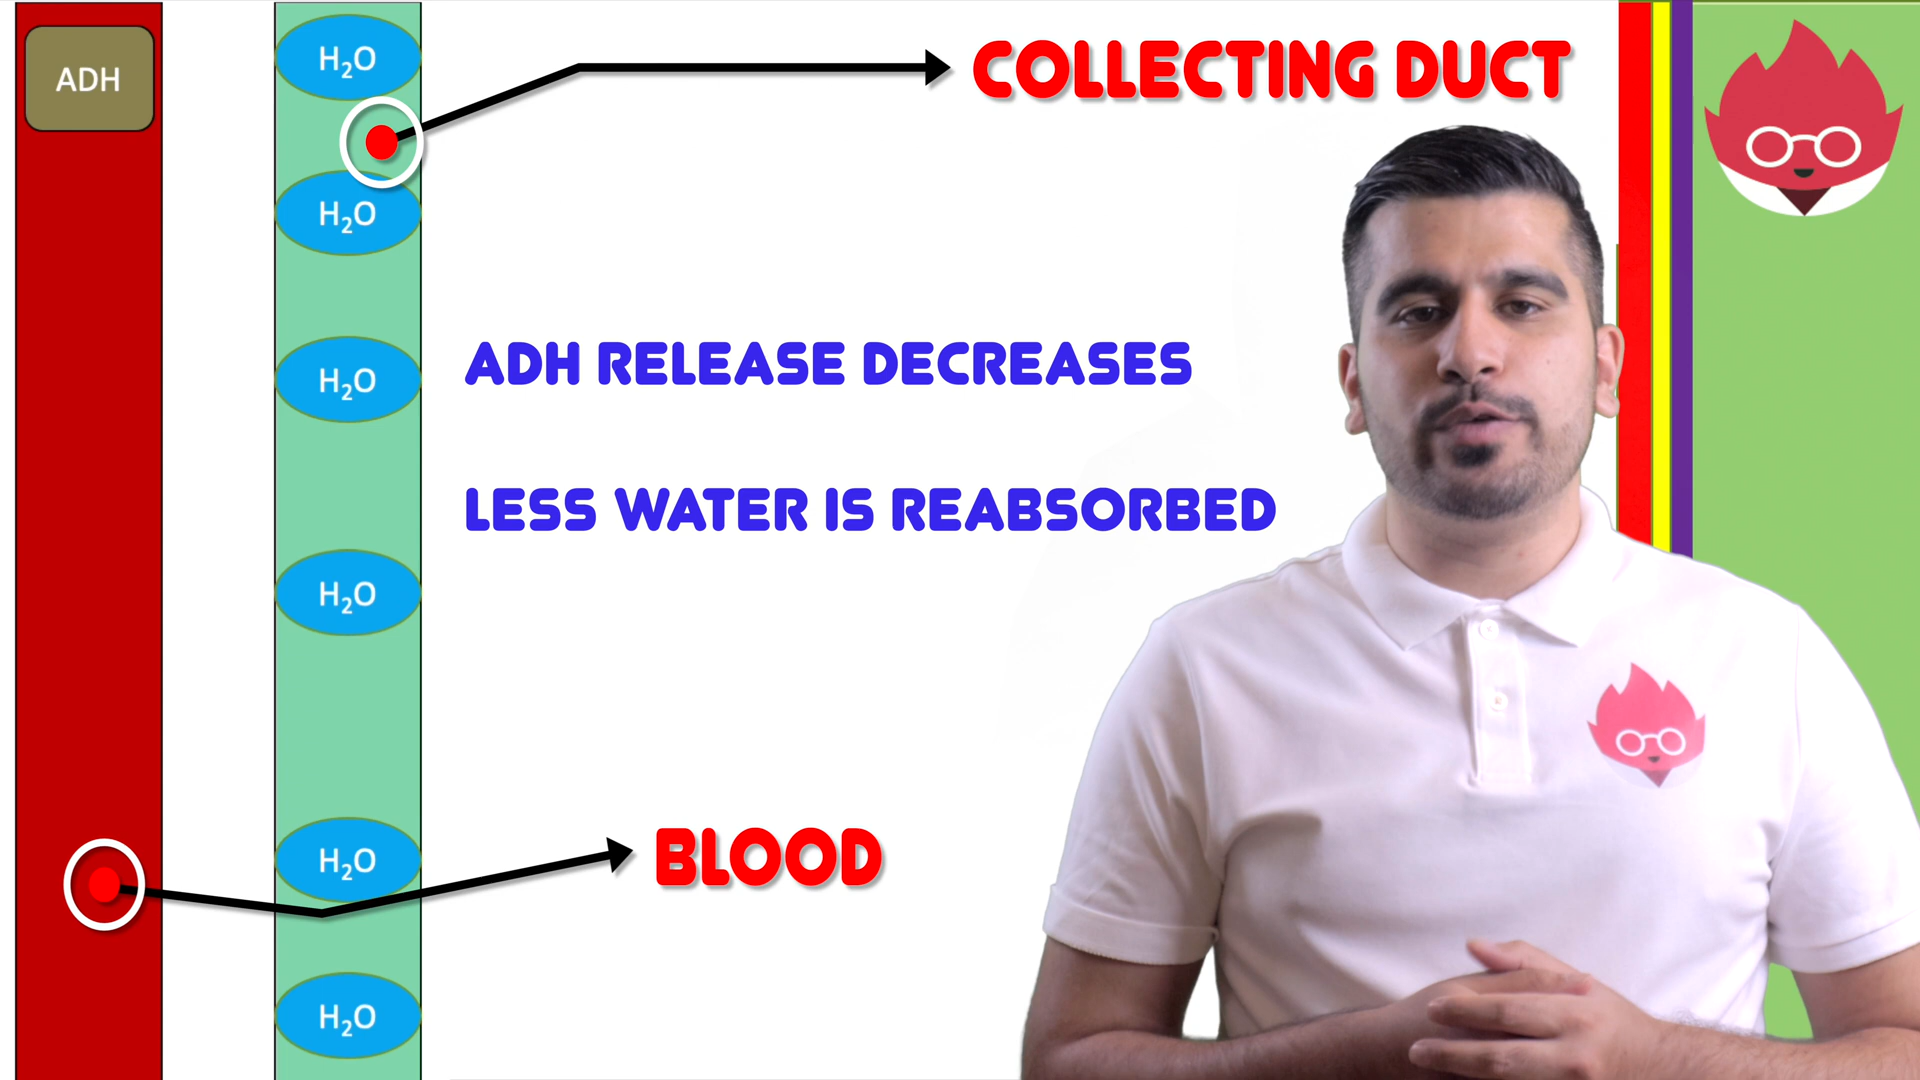 ADH
H₂O
COLLECTING DUCT
H₂O
ADH RELEASE DECREASES
H₂O
LESS WATER IS REABSORBED
H₂O
BLOOD
H₂O
H₂O